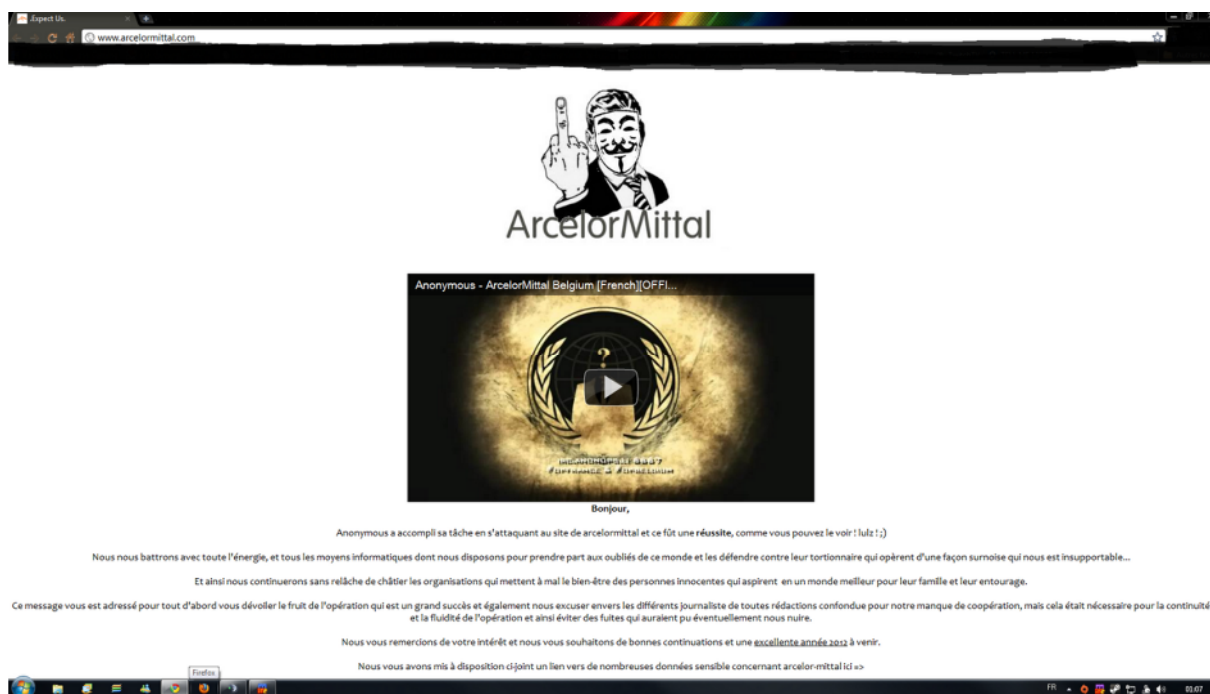 .Expect Us.
www.arcelormittal.com
ArcelorMittal
Anonymous - ArcelorMittal Belgium [French][OFFI...
?
#OPFRANCE & #OPBELGIUM
Bonjour,
Anonymous a accompli sa tâche en s'attaquant au site de arcelormittal et ce fût une réussite, comme vous pouvez le voir ! lulz ! ;)
Nous nous battrons avec toute l'énergie, et tous les moyens informatiques dont nous disposons pour prendre part aux oubliés de ce monde et les défendre contre leur tortionnaire qui opèrent d'une façon surnoise qui nous est insupportable...
Et ainsi nous continuerons sans relâche de châtier les organisations qui mettent à mal le bien-être des personnes innocentes qui aspirent en un monde meilleur pour leur famille et leur entourage.
Ce message vous est adressé pour tout d'abord vous dévoiler le fruit de l'opération qui est un grand succès et également nous excuser envers les différents journaliste de toutes rédactions confondue pour notre manque de coopération, mais cela était nécessaire pour la continuité
et la fluidité de l'opération et ainsi éviter des fuites qui auraient pu éventuellement nous nuire.
Nous vous remercions de votre intérêt et nous vous souhaitons de bonnes continuations et une excellente année 2012 à venir.
Nous vous avons mis à disposition ci-joint un lien vers de nombreuses données sensible concernant arcelor-mittal ici =>
Firefox
FR
01:07